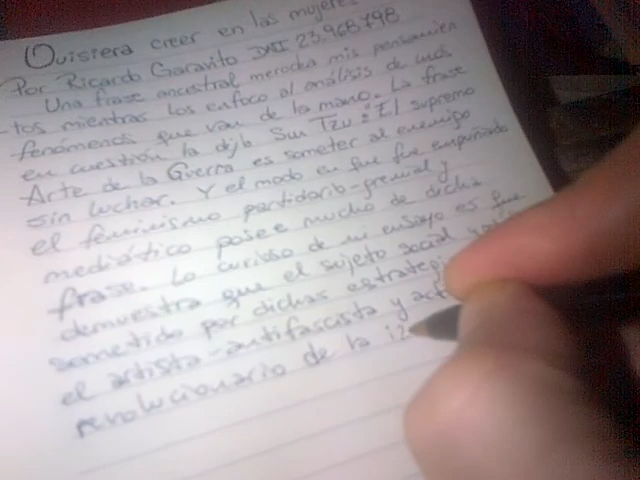 Quisiera creer en las mujeres
Por Ricardo Garavito DNI 23.968.798
Una frase ancestral merodea mis pensamien
-tos mientras los enfoco al análisis de unos
fenómenos que van de la mano. La frase
en cuestión la dijo Sun Tzu: "El supremo
Arte de la Guerra es someter al enemigo
sin luchar. Y el modo en que fue empuñado
el feminismo partidario-gremial y
mediático posee mucho de dicha
frase. Lo curioso de mi ensayo es que
demuestra que el sujeto social
sometido por dichas
el artista-antifascista y
revolucionario de la iz